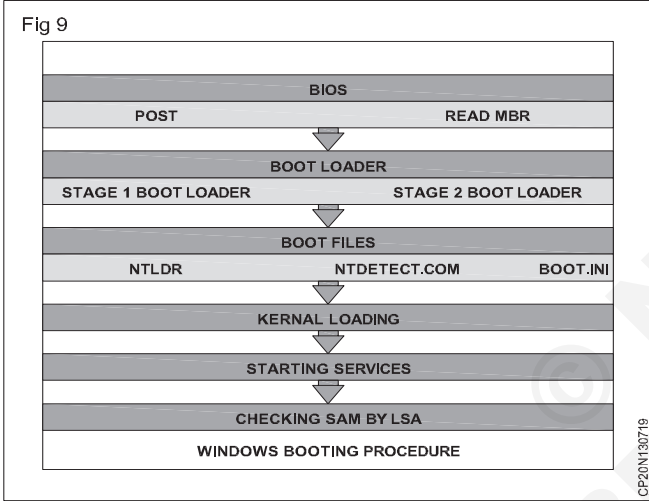 Fig 9
BIOS
POST READ MBR
BOOT LOADER
STAGE 1 BOOT LOADER STAGE 2 BOOT LOADER
BOOT FILES
NTLDR NTDETECT.COM BOOT.INI
KERNAL LOADING
STARTING SERVICES
CHECKING SAM BY LSA
WINDOWS BOOTING PROCEDURE
CP20N130719